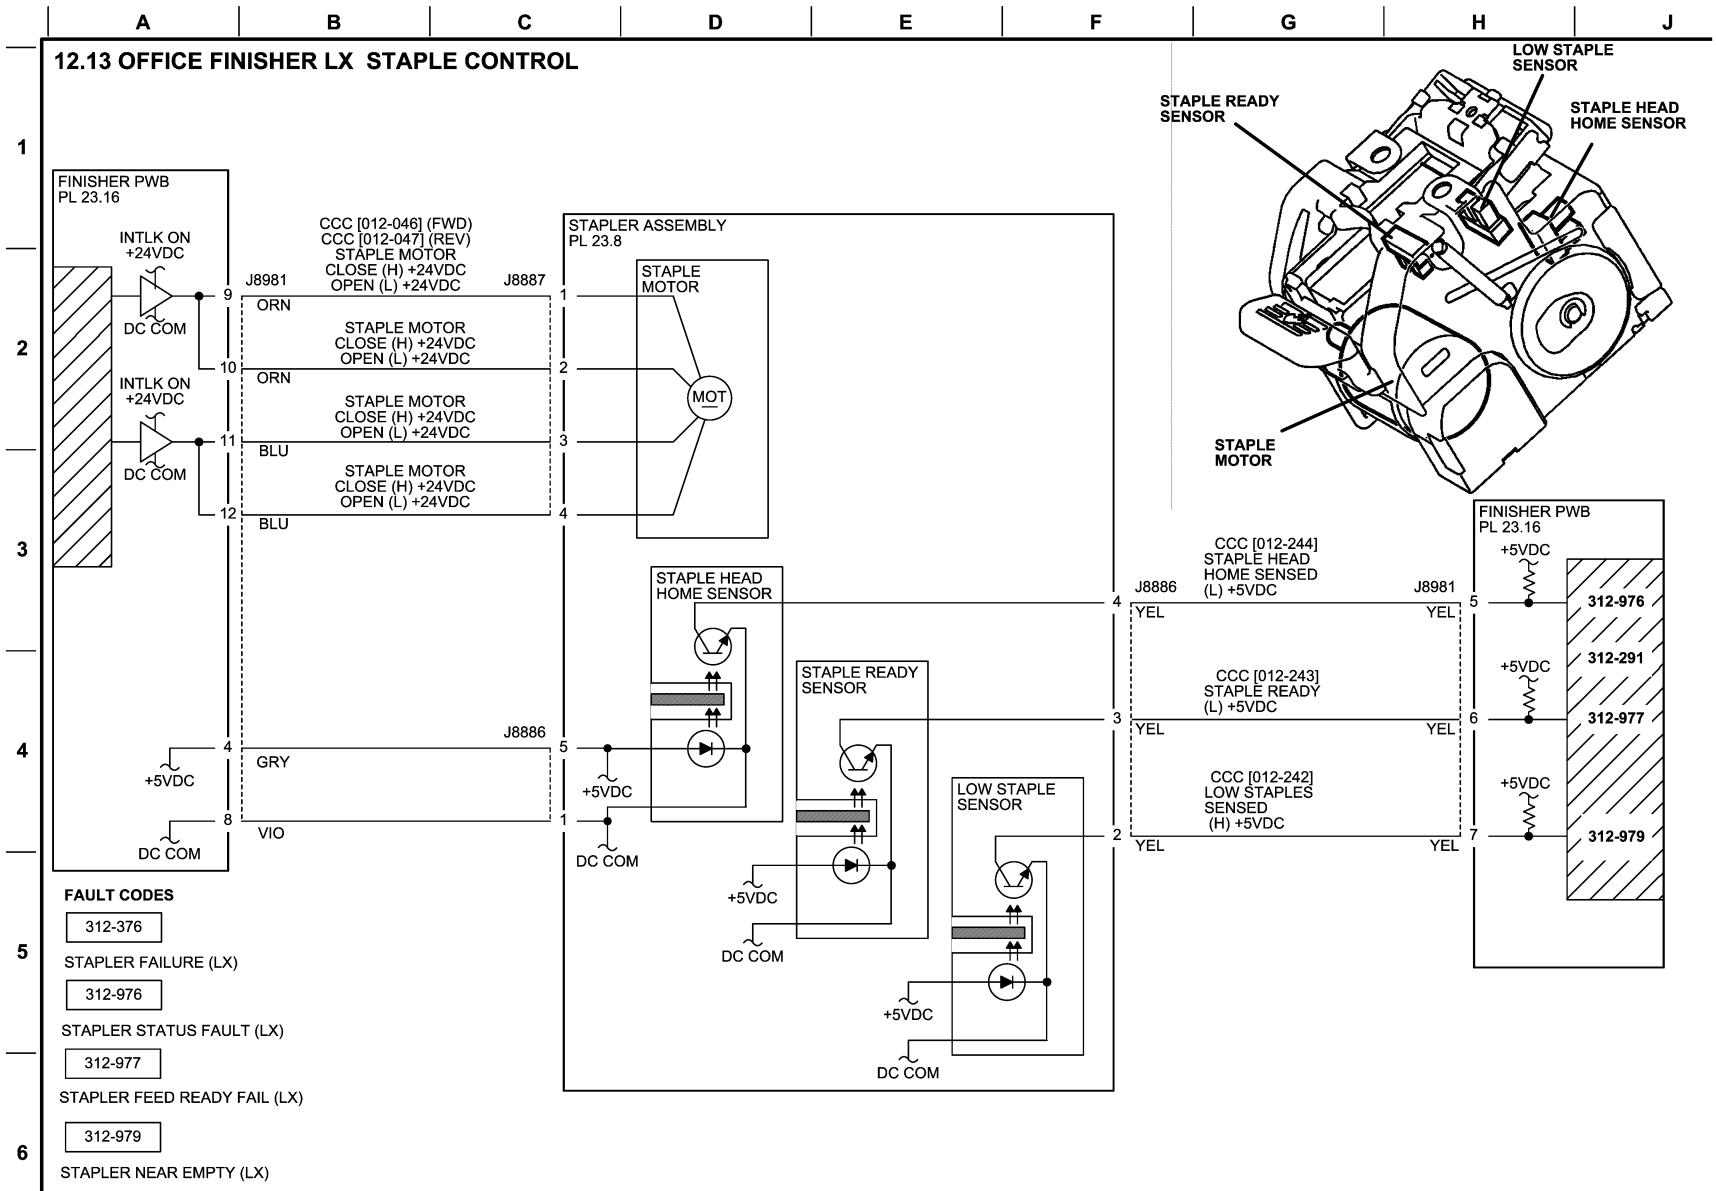 A B C D E F G H J
12.13 OFFICE FINISHER LX STAPLE CONTROL
1
2
3
4
5
6
LOW STAPLE
SENSOR
STAPLE READY
SENSOR
STAPLE HEAD
HOME SENSOR
STAPLE
MOTOR
FINISHER PWB
PL 23.16
INTLK ON
+24VDC
DC COM
INTLK ON
+24VDC
DC COM
J8981
9
10
11
12
ORN
ORN
BLU
BLU
CCC [012-046] (FWD)
CCC [012-047] (REV)
STAPLE MOTOR
CLOSE (H) +24VDC
OPEN (L) +24VDC
STAPLE MOTOR
CLOSE (H) +24VDC
OPEN (L) +24VDC
STAPLE MOTOR
CLOSE (H) +24VDC
OPEN (L) +24VDC
STAPLE MOTOR
CLOSE (H) +24VDC
OPEN (L) +24VDC
J8887
1
2
3
4
STAPLER ASSEMBLY
PL 23.8
STAPLE
MOTOR
MOT
STAPLE HEAD
HOME SENSOR
STAPLE READY
SENSOR
LOW STAPLE
SENSOR
+5VDC
4
GRY
J8886
5
+5VDC
DC COM
8
VIO
1
DC COM
+5VDC
DC COM
+5VDC
DC COM
4
J8886
YEL
CCC [012-244]
STAPLE HEAD
HOME SENSED
(L) +5VDC
J8981
YEL
5
3
YEL
CCC [012-243]
STAPLE READY
(L) +5VDC
YEL
6
2
YEL
CCC [012-242]
LOW STAPLES
SENSED
(H) +5VDC
YEL
7
FINISHER PWB
PL 23.16
+5VDC
312-976
312-291
+5VDC
312-977
+5VDC
312-979
FAULT CODES
312-376
STAPLER FAILURE (LX)
312-976
STAPLER STATUS FAULT (LX)
312-977
STAPLER FEED READY FAIL (LX)
312-979
STAPLER NEAR EMPTY (LX)